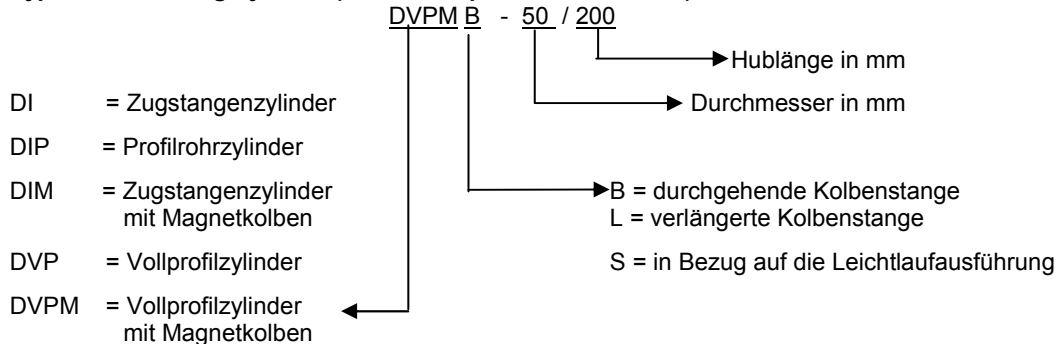 DVPM B - 50 / 200
Hublänge in mm
DI = Zugstangenzylinder
Durchmesser in mm
DIP = Profilrohrzylinder
DIM = Zugstangenzylinder
mit Magnetkolben
B = durchgehende Kolbenstange
L = verlängerte Kolbenstange
DVP = Vollprofilzylinder
S = in Bezug auf die Leichtlaufausführung
DVPM = Vollprofilzylinder
mit Magnetkolben